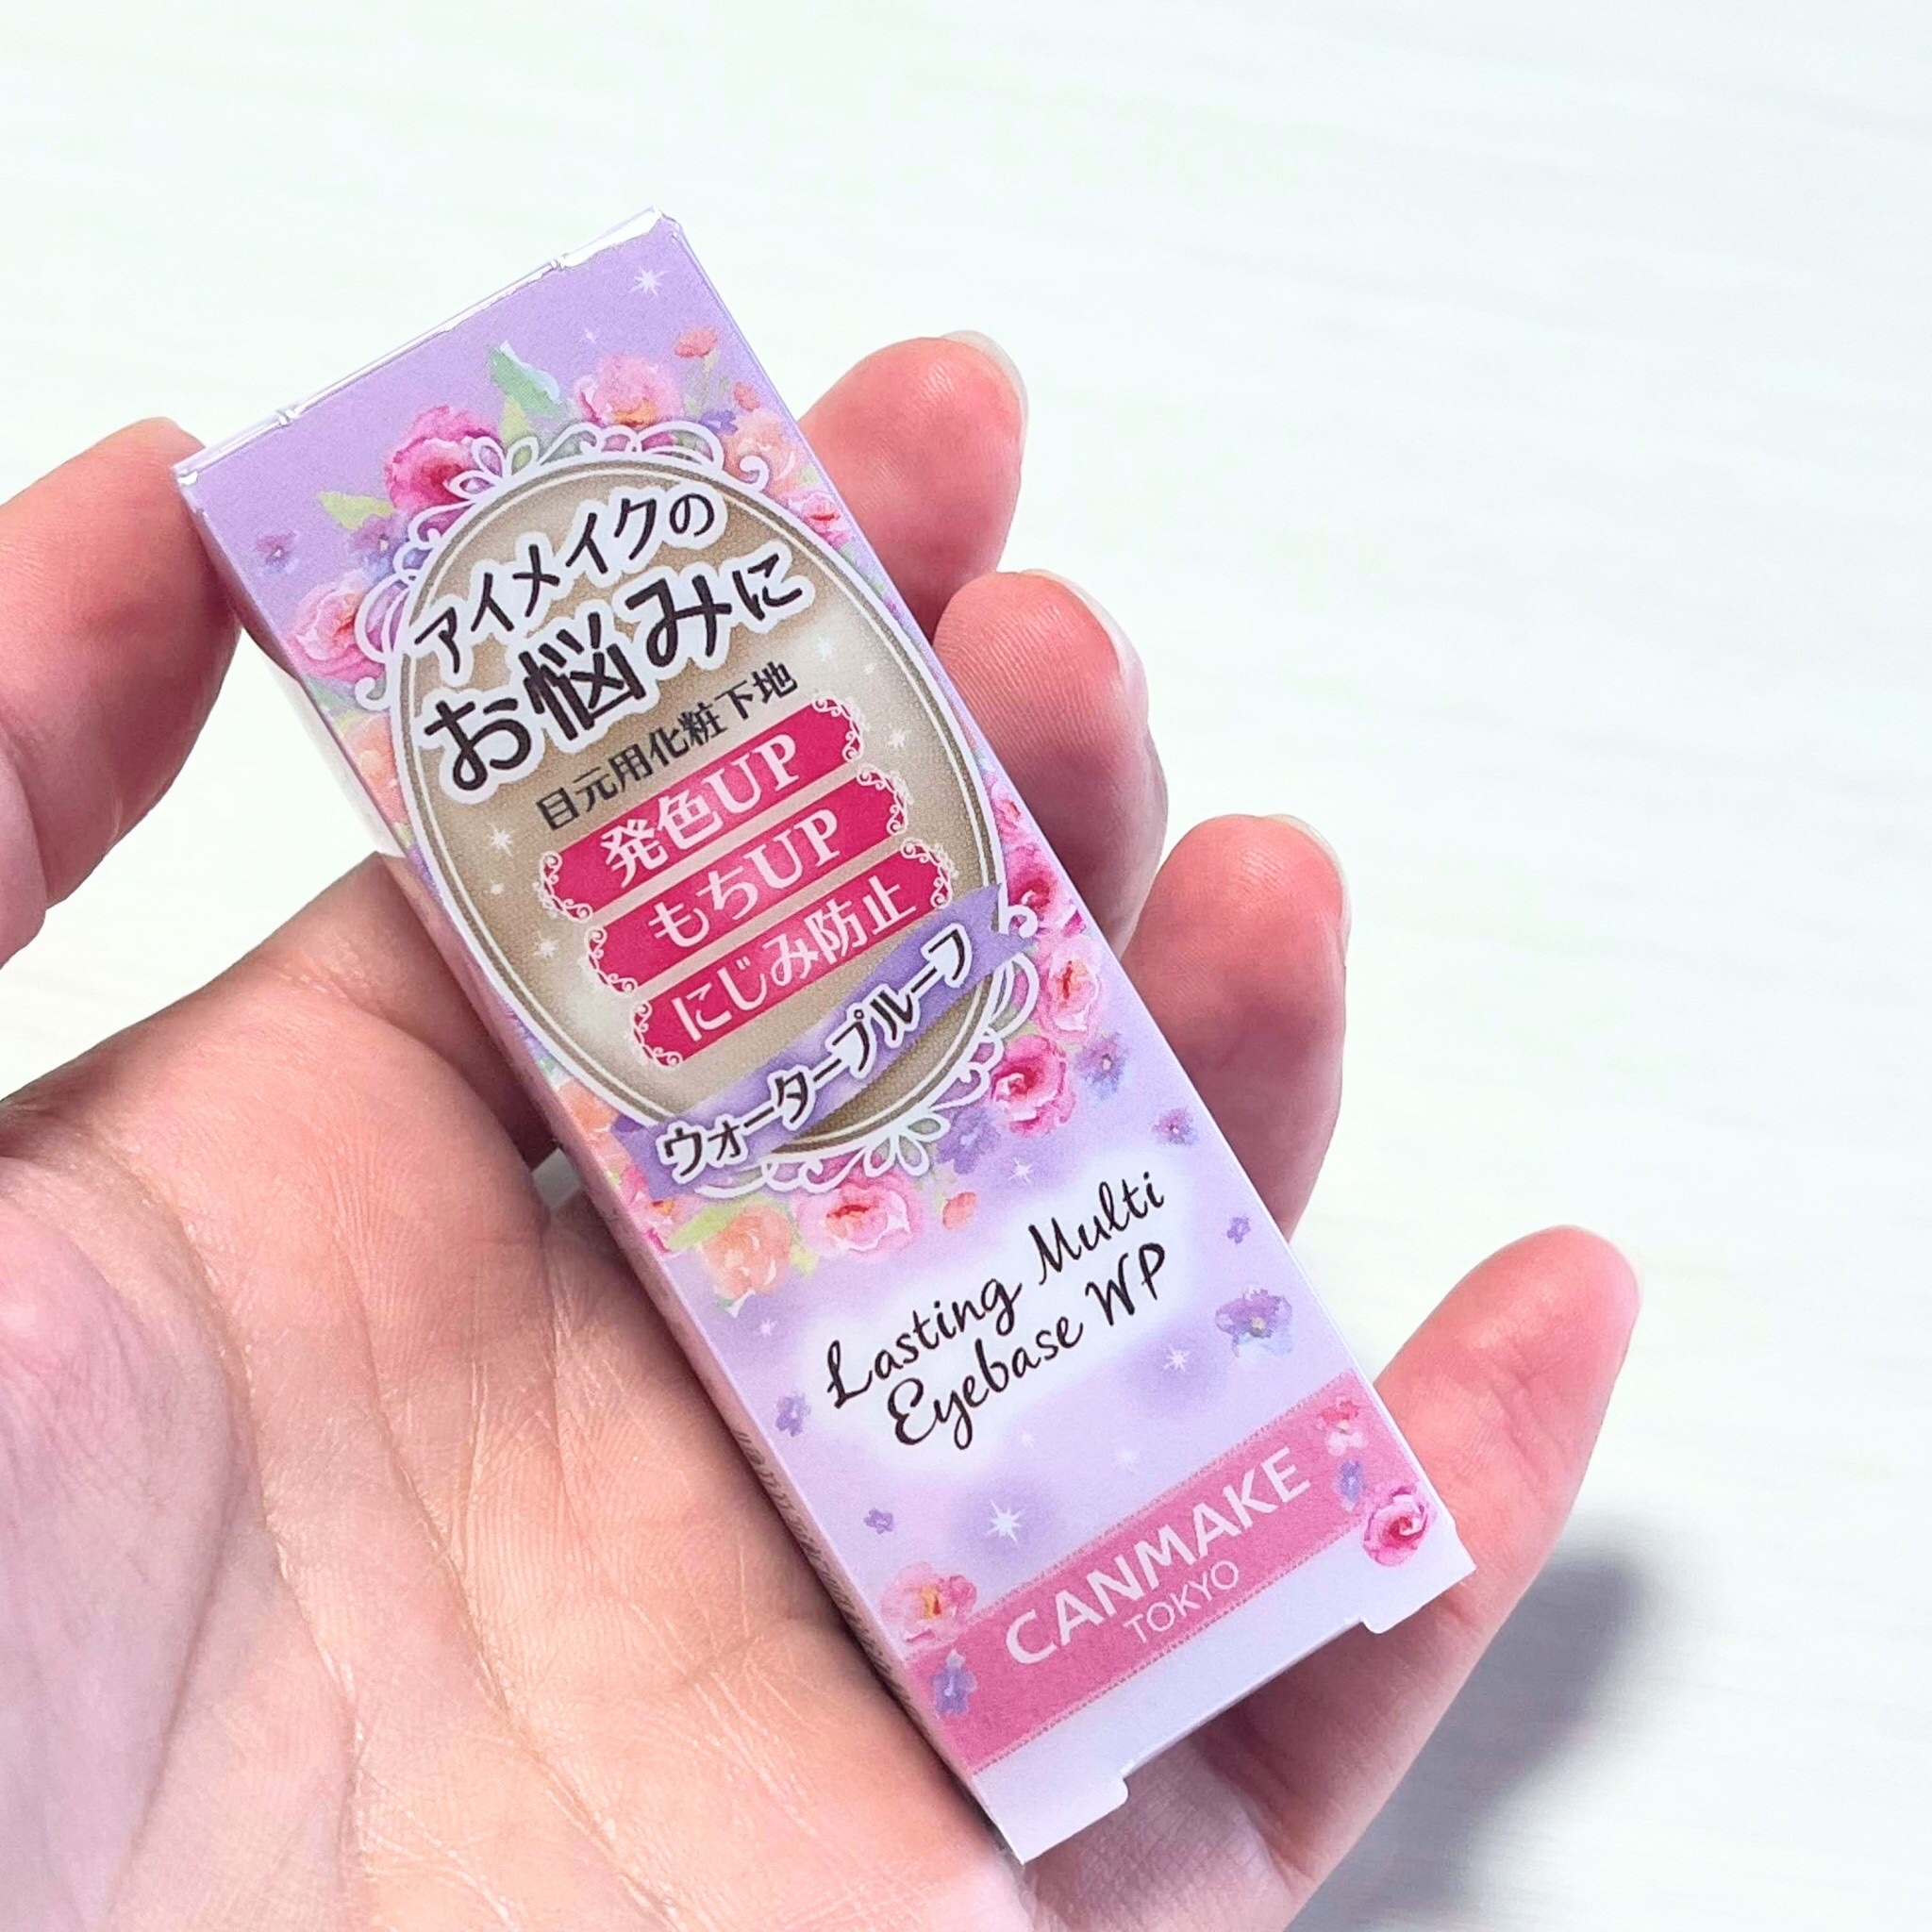 アイメイクの
お悩みに
目元用化粧下地
発色UP
もちUP
にじみ防止
ウォータープルーフ
Lasting Multi
Eyebase WP
CANMAKE
TOKYO